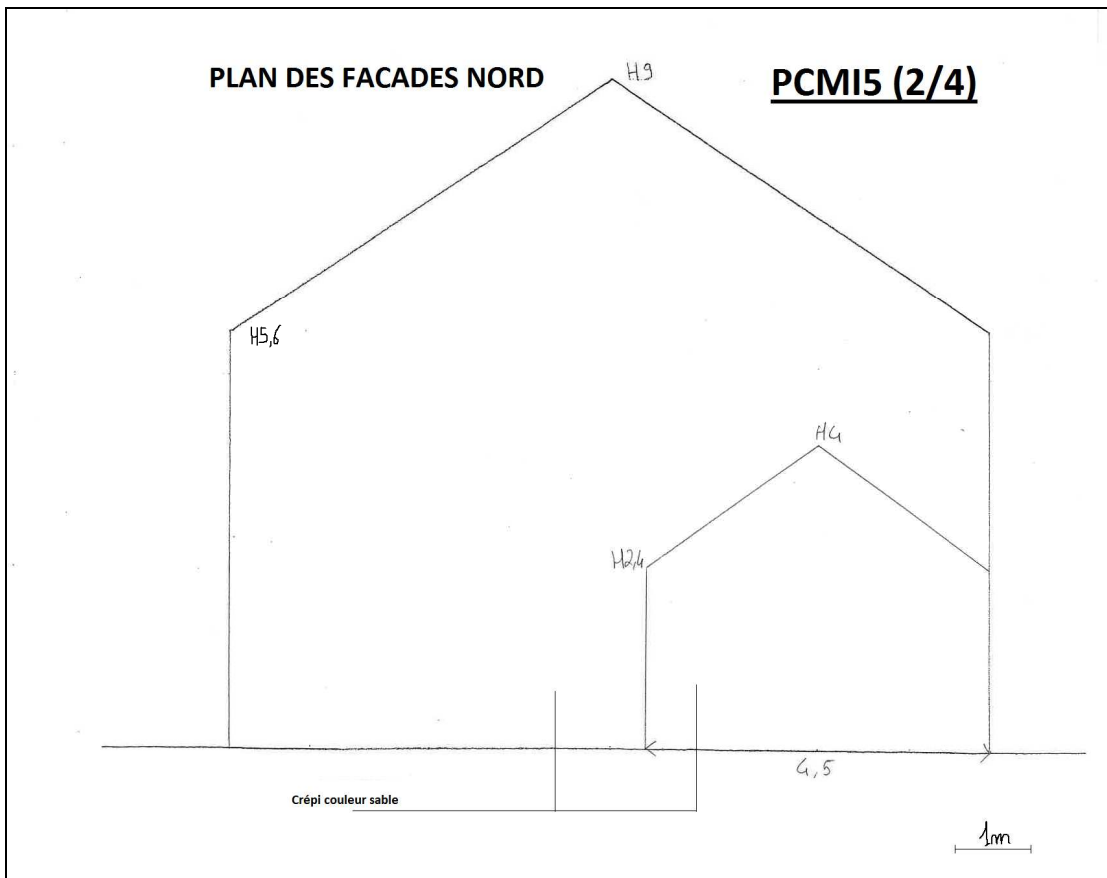 PLAN DES FACADES NORD
H9
PCMI5 (2/4)
H5,6
H4
H2,4
4,5
Crépi couleur sable
1m